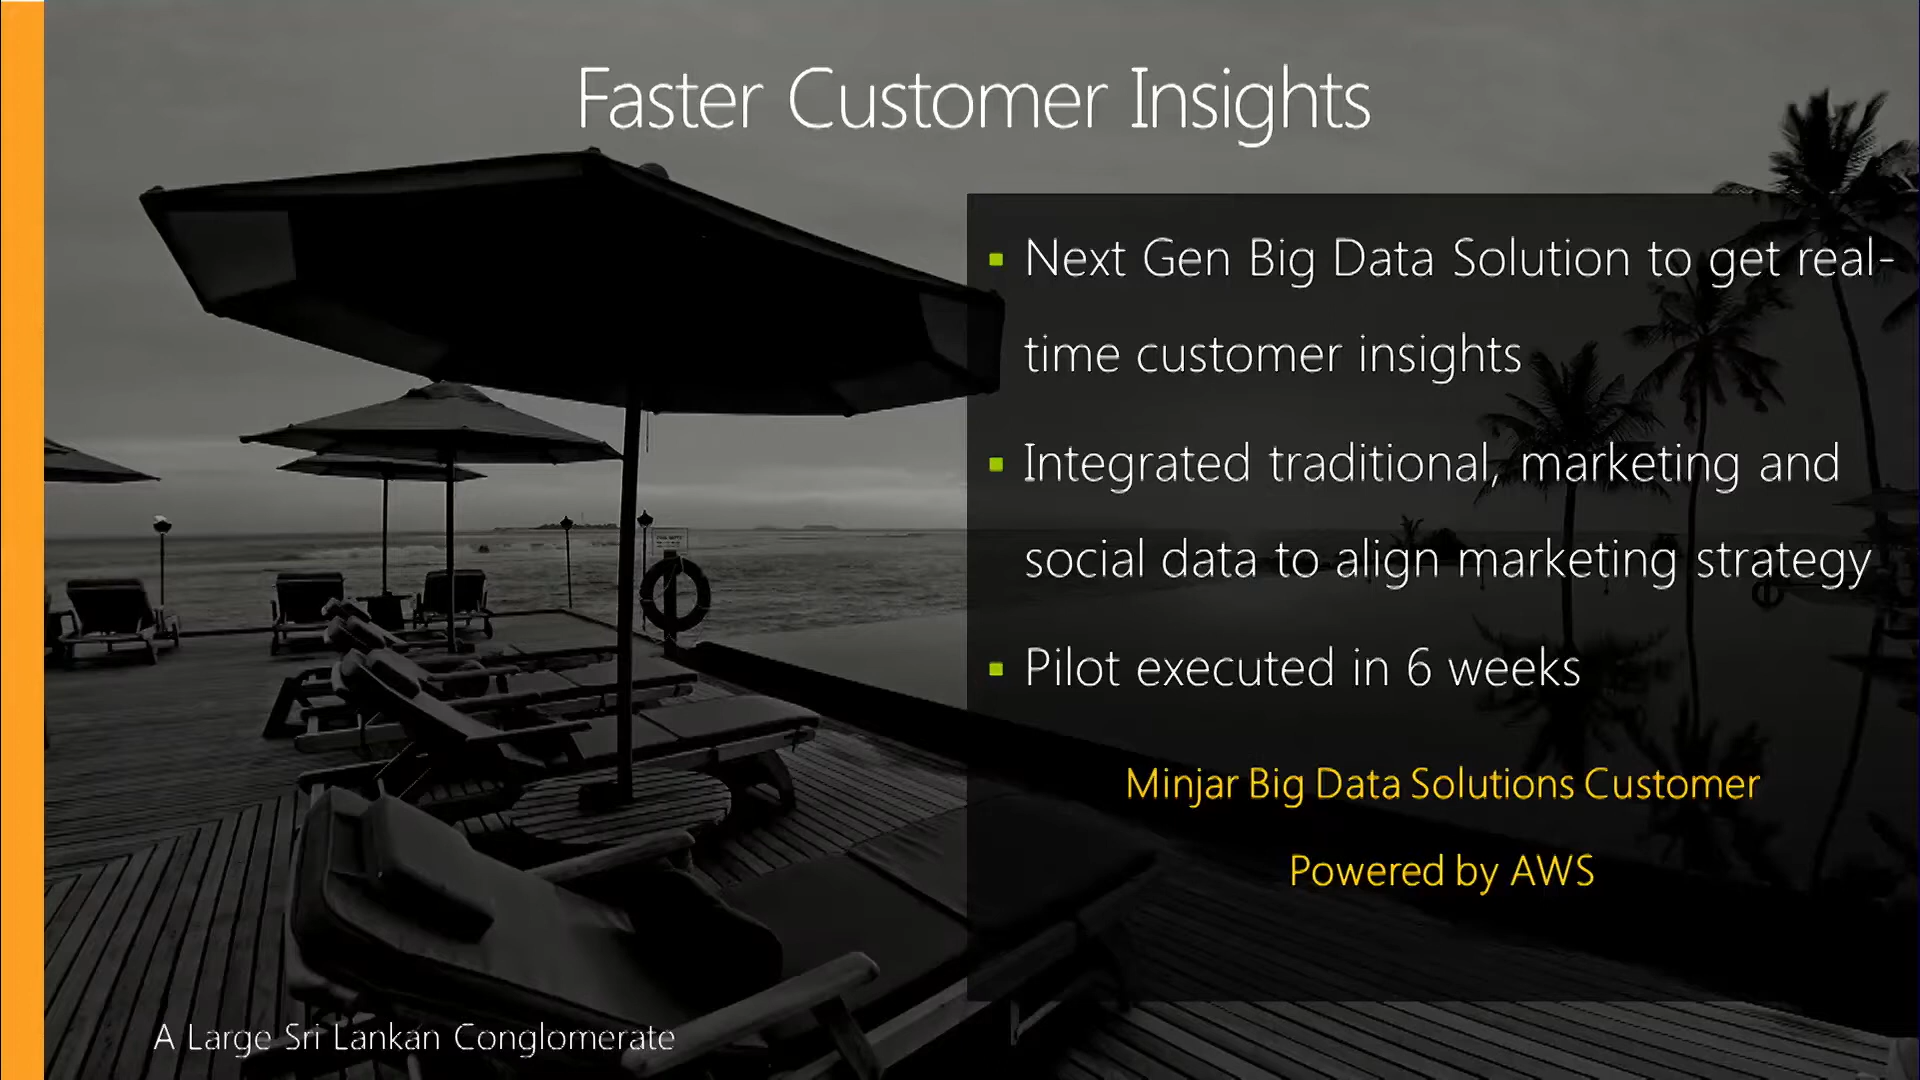 Faster Customer Insights
Next Gen Big Data Solution to get real-
time customer insights
Integrated traditional, marketing and
social data to align marketing strategy
Pilot executed in 6 weeks
Minjar Big Data Solutions Customer
Powered by AWS
A Large Sri Lankan Conglomerate